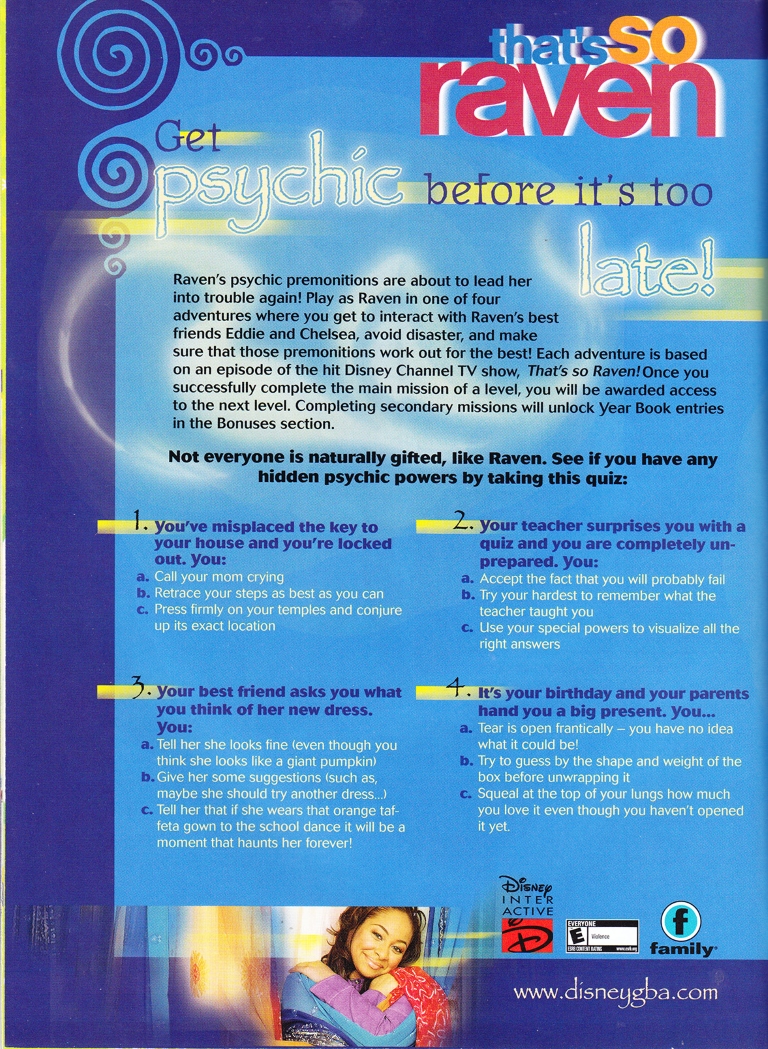 that's so
raven
Get
psychic before it's too
late!
Raven's psychic premonitions are about to lead her
into trouble again! Play as Raven in one of four
adventures where you get to interact with Raven's best
friends Eddie and Chelsea, avoid disaster, and make
sure that those premonitions work out for the best! Each adventure is based
on an episode of the hit Disney Channel TV show, That's so Raven! Once you
successfully complete the main mission of a level, you will be awarded access
to the next level. Completing secondary missions will unlock Year Book entries
in the Bonuses section.
Not everyone is naturally gifted, like Raven. See if you have any
hidden psychic powers by taking this quiz:
1. You've misplaced the key to
your house and you're locked
out. You:
a. Call your mom crying
b. Retrace your steps as best as you can
c. Press firmly on your temples and conjure
up its exact location
2. Your teacher surprises you with a
quiz and you are completely un-
prepared. You:
a. Accept the fact that you will probably fail
b. Try your hardest to remember what the
teacher taught you
c. Use your special powers to visualize all the
right answers
3. Your best friend asks you what
you think of her new dress.
You:
a. Tell her she looks fine (even though you
think she looks like a giant pumpkin)
b. Give her some suggestions (such as,
maybe she should try another dress...)
c. Tell her that if she wears that orange taf-
feta gown to the school dance it will be a
moment that haunts her forever!
4. It's your birthday and your parents
hand you a big present. You...
a. Tear is open frantically – you have no idea
what it could be!
b. Try to guess by the shape and weight of the
box before unwrapping it
c. Squeal at the top of your lungs how much
you love it even though you haven't opened
it yet.
Disney
INTER
ACTIVE
D
EVERYONE
E
Violence
ESRB CONTENT RATING www.esrb.org
f
family
www.disneygba.com